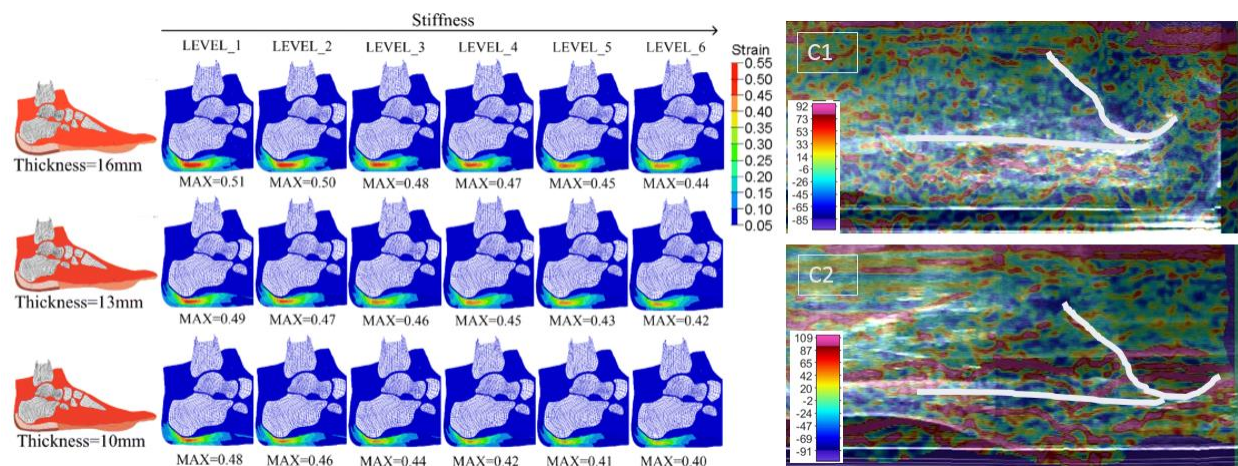 Stiffness
LEVEL_1 LEVEL_2 LEVEL_3 LEVEL_4 LEVEL_5 LEVEL_6
Strain
0.55
0.50
0.45
0.40
0.35
0.30
0.25
0.20
0.15
0.10
0.05
Thickness=16mm
MAX=0.51 MAX=0.50 MAX=0.48 MAX=0.47 MAX=0.45 MAX=0.44
Thickness=13mm
MAX=0.49 MAX=0.47 MAX=0.46 MAX=0.45 MAX=0.43 MAX=0.42
Thickness=10mm
MAX=0.48 MAX=0.46 MAX=0.44 MAX=0.42 MAX=0.41 MAX=0.40
C1
92
73
53
33
14
-6
-26
-45
-65
-85
C2
109
87
64
42
20
-2
-24
-47
-69
-91